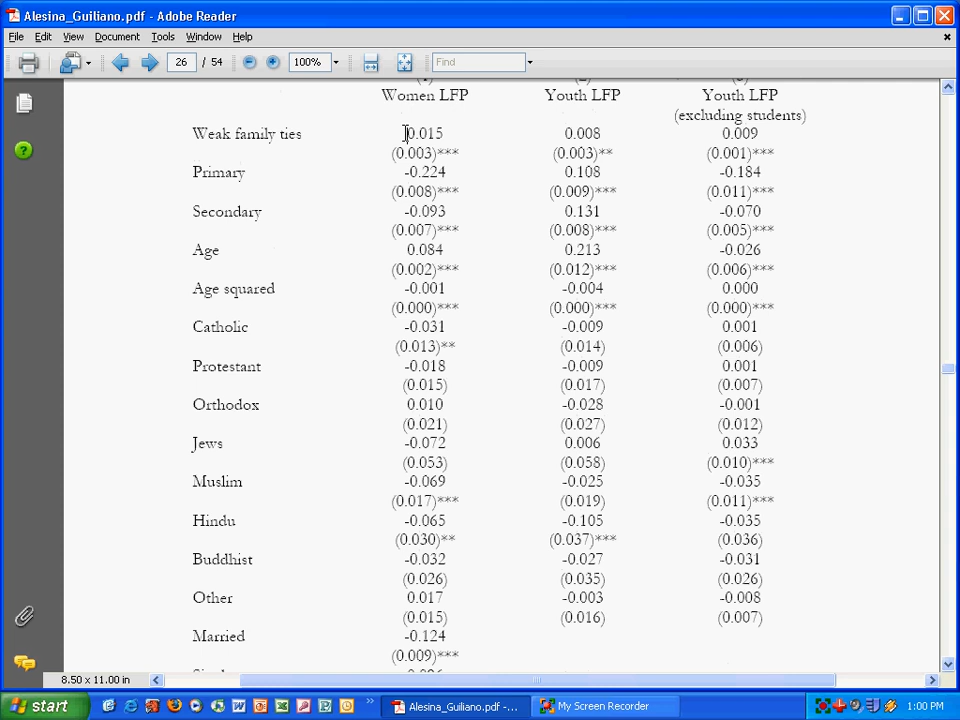 Alesina_Guiliano.pdf - Adobe Reader
File Edit View Document Tools Window Help
26 / 54 100% Find
Women LFP Youth LFP Youth LFP
(excluding students)
Weak family ties 0.015 0.008 0.009
(0.003)*** (0.003)** (0.001)***
Primary -0.224 0.108 -0.184
(0.008)*** (0.009)*** (0.011)***
Secondary -0.093 0.131 -0.070
(0.007)*** (0.008)*** (0.005)***
Age 0.084 0.213 -0.026
(0.002)*** (0.012)*** (0.006)***
Age squared -0.001 -0.004 0.000
(0.000)*** (0.000)*** (0.000)***
Catholic -0.031 -0.009 0.001
(0.013)** (0.014) (0.006)
Protestant -0.018 -0.009 0.001
(0.015) (0.017) (0.007)
Orthodox 0.010 -0.028 -0.001
(0.021) (0.027) (0.012)
Jews -0.072 0.006 0.033
(0.053) (0.058) (0.010)***
Muslim -0.069 -0.025 -0.035
(0.017)*** (0.019) (0.011)***
Hindu -0.065 -0.105 -0.035
(0.030)** (0.037)*** (0.036)
Buddhist -0.032 -0.027 -0.031
(0.026) (0.035) (0.026)
Other 0.017 -0.003 -0.008
(0.015) (0.016) (0.007)
Married -0.124
(0.009)***
8.50 x 11.00 in
start Alesina_Guiliano.pdf -... My Screen Recorder 1:00 PM